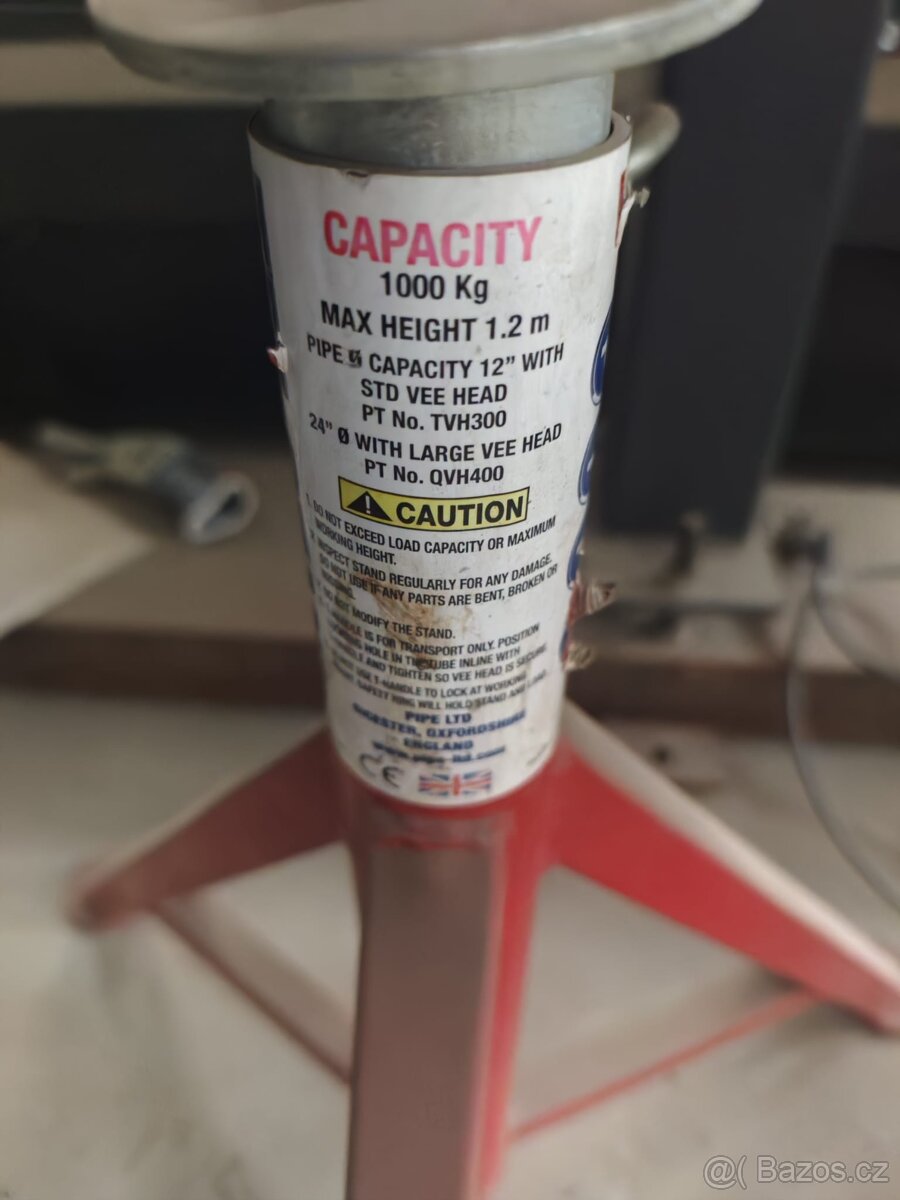 CAPACITY
1000 Kg
MAX HEIGHT 1.2 m
PIPE Ø CAPACITY 12” WITH
STD VEE HEAD
PT No. TVH300
24” Ø WITH LARGE VEE HEAD
PT No. QVH400
CAUTION
1. DO NOT EXCEED LOAD CAPACITY OR MAXIMUM
WORKING HEIGHT.
2. INSPECT STAND REGULARLY FOR ANY DAMAGE.
DO NOT USE IF ANY PARTS ARE BENT, BROKEN OR
NOT MODIFY THE STAND.
IS FOR TRANSPORT ONLY. POSITION
HOLE IN THE TUBE INLINE WITH
AND TIGHTEN SO VEE HEAD IS SECURE.
USE T-HANDLE TO LOCK AT WORKING
SAFETY RING WILL HOLD STAND AND LOAD.
PIPE LTD
BICESTER, OXFORDSHIRE
ENGLAND
CE
@( Bazos.cz